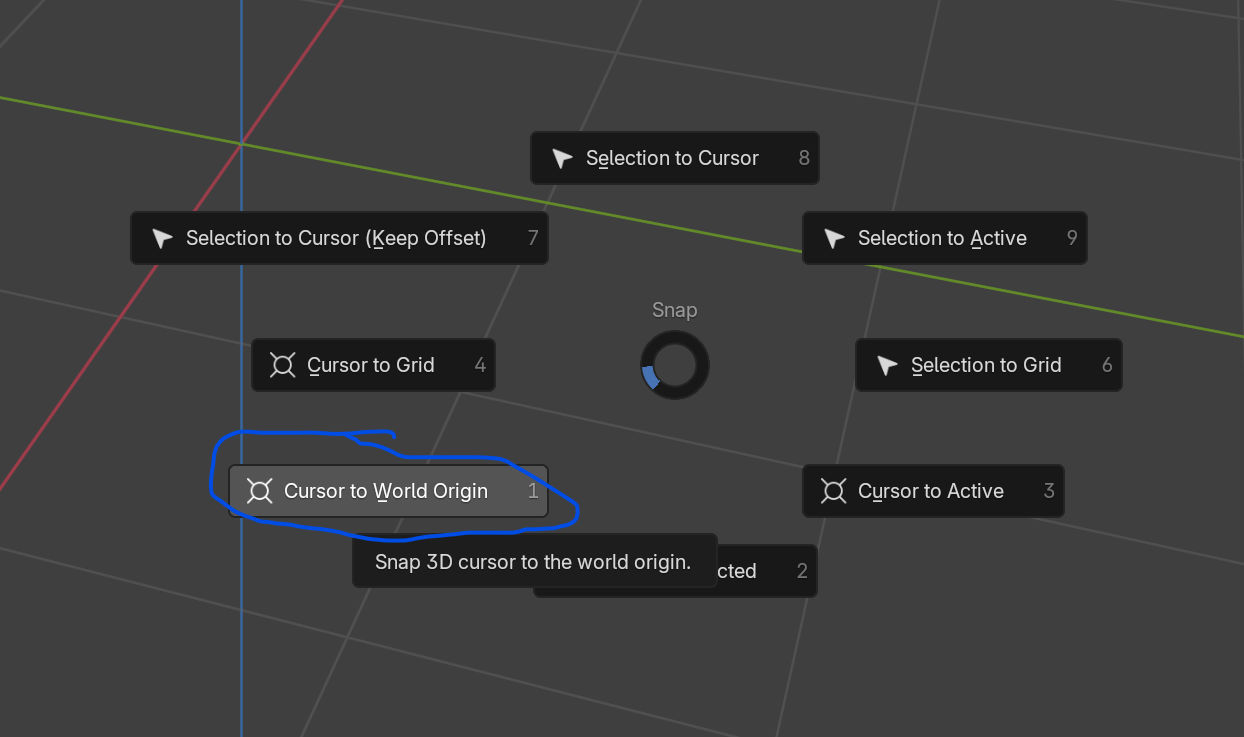 Selection to Cursor 8
Selection to Cursor (Keep Offset) 7
Selection to Active 9
Snap
Cursor to Grid 4
Selection to Grid 6
Cursor to World Origin 1
Cursor to Active 3
Snap 3D cursor to the world origin.
cted 2